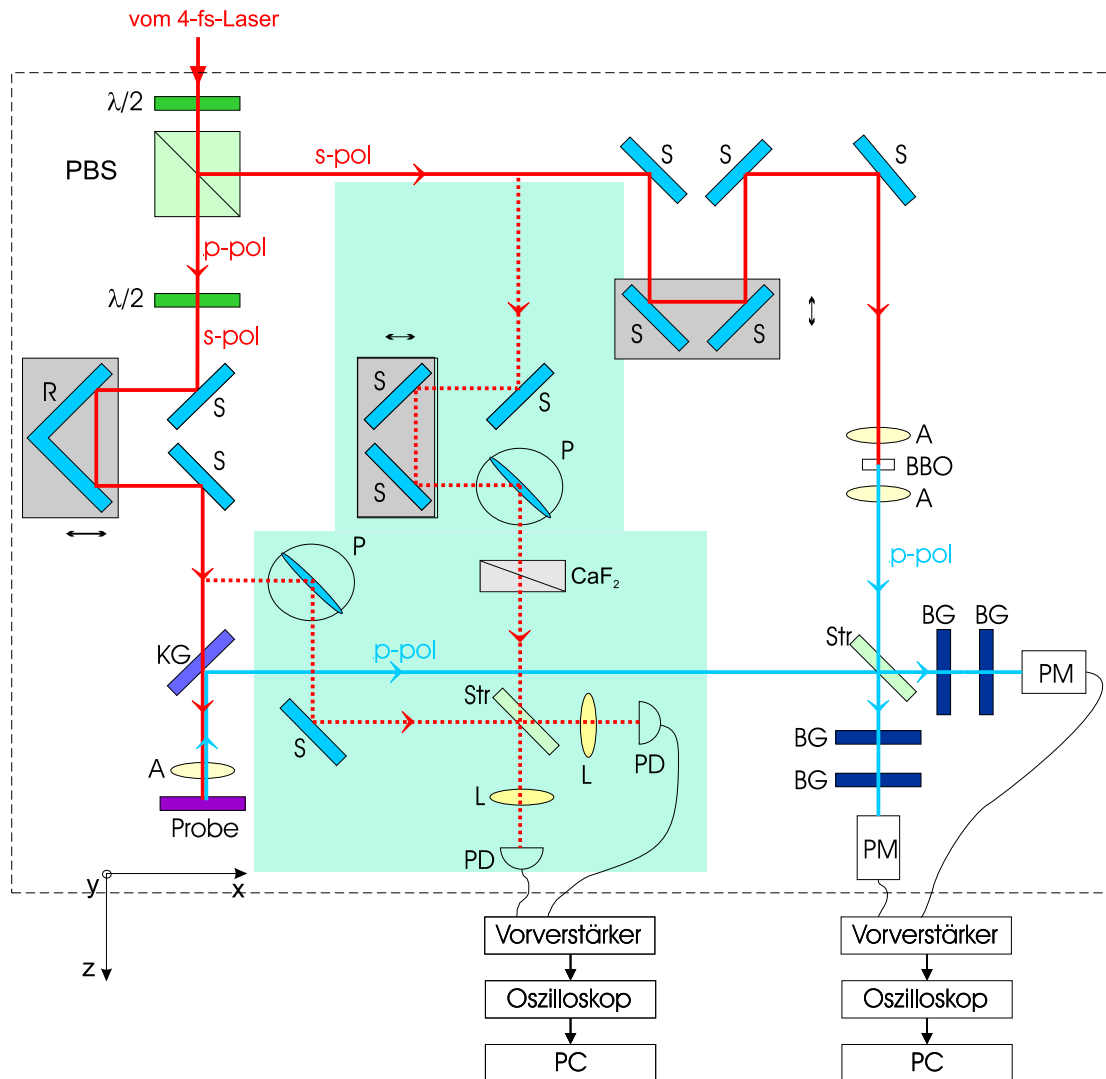 vom 4-fs-Laser
λ/2
PBS
s-pol
S
S
S
p-pol
λ/2
s-pol
S
S
R
S
S
S
S
P
A
BBO
S
S
A
P
CaF₂
p-pol
KG
p-pol
BG
BG
Str
PM
Str
S
PD
BG
A
L
BG
L
Probe
PD
PM
y
x
z
Vorverstärker
Vorverstärker
Oszilloskop
Oszilloskop
PC
PC